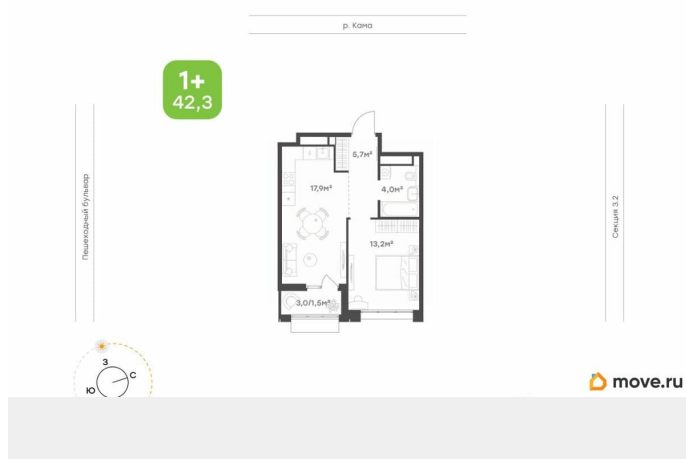 р. Кама
1+
42,3
5,7м²
17,9м²
4,0м²
13,2м²
3,0/1,5м²
Пешеходный бульвар
Секция 3.2
З
С
Ю
move.ru